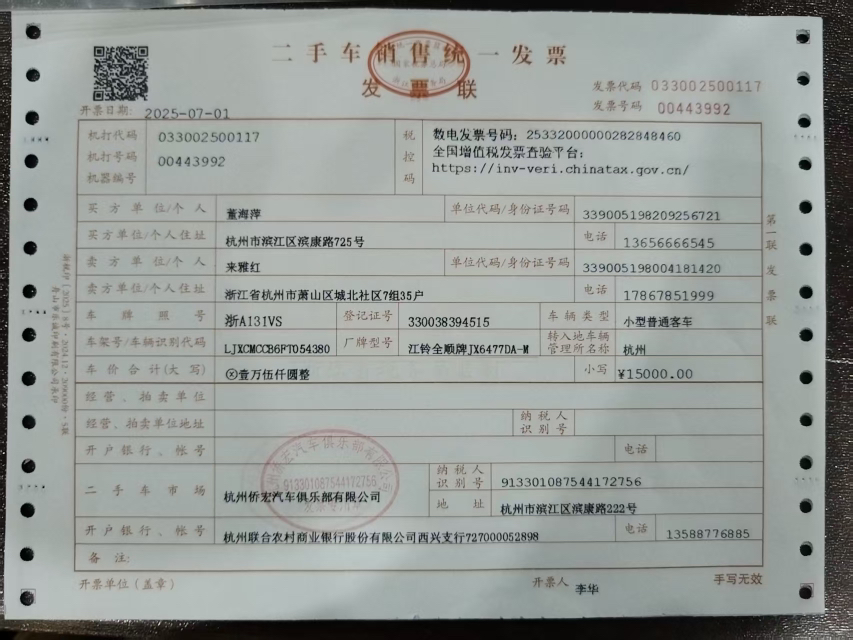 二手车销售统一发票
发票联
发票代码 033002500117
发票号码 00443992
开票日期: 2025-07-01
机打代码 033002500117
机打号码 00443992
机器编号
税控码
数电发票号码: 25332000000282848460
全国增值税发票查验平台:
https://inv-veri.chinatax.gov.cn/
买方单位/个人 董海萍 单位代码/身份证号码 339005198209256721
买方单位/个人住址 杭州市滨江区滨康路725号 电话 13656666545
卖方单位/个人 来雅红 单位代码/身份证号码 339005198004181420
卖方单位/个人住址 浙江省杭州市萧山区城北社区7组35户 电话 17867851999
车牌照号 浙A131VS 登记证号 330038394515 车辆类型 小型普通客车
车架号/车辆识别代码 LJXCMCCB6FT054380 厂牌型号 江铃全顺牌JX6477DA-M 转入地车辆管理所名称 杭州
车价合计(大写) ⓧ壹万伍仟圆整 小写 ¥15000.00
经营、拍卖单位
经营、拍卖单位地址 纳税人识别号
开户银行、帐号 电话
二手车市场 杭州侨宏汽车俱乐部有限公司 纳税人识别号 913301087544172756
地址 杭州市滨江区滨康路222号
开户银行、帐号 杭州联合农村商业银行股份有限公司西兴支行727000052898 电话 13588776885
备注:
开票单位(盖章) 开票人 李华 手写无效
第一联 发票联
913301087544172756
发票专用章